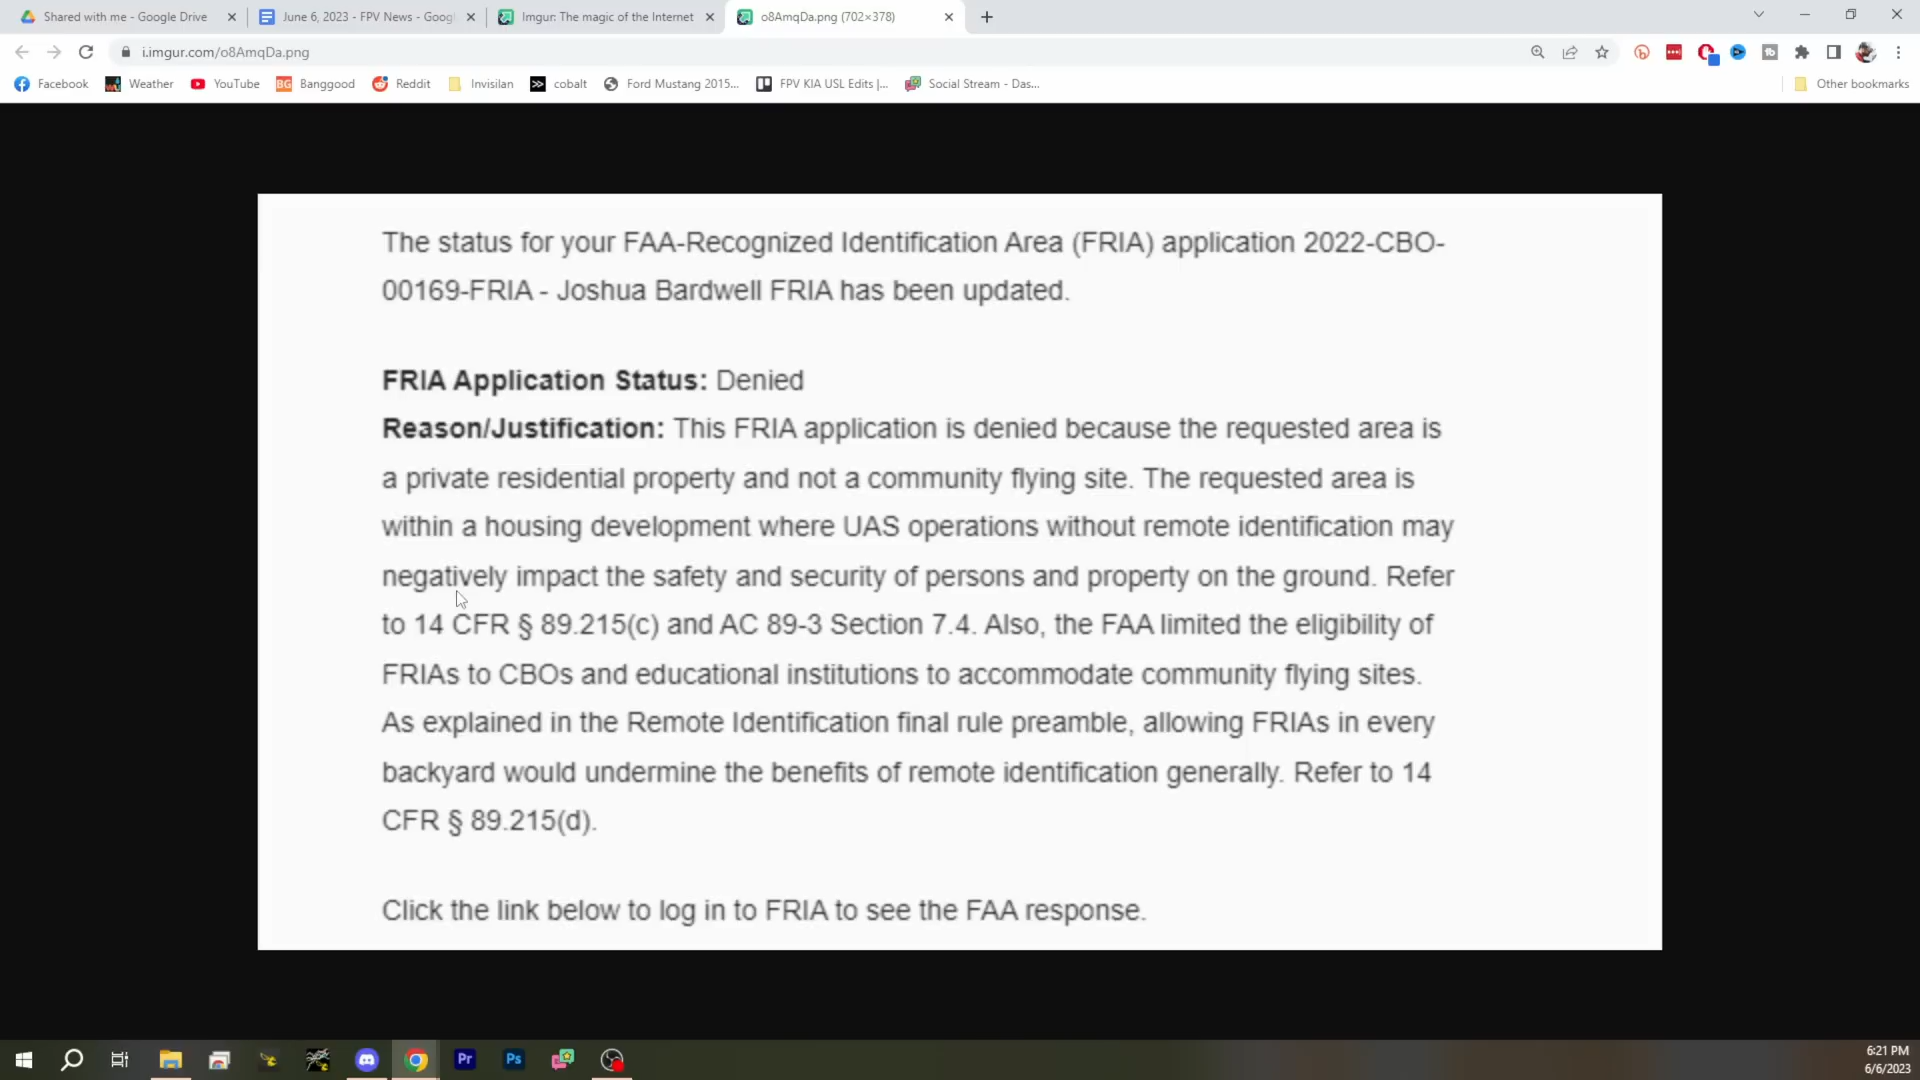 Shared with me - Google Drive
June 6, 2023 - FPV News - Goog
Imgur: The magic of the Internet
o8AmqDa.png (702×378)
i.imgur.com/o8AmqDa.png
Facebook
Weather
YouTube
BG Banggood
Reddit
Invisilan
cobalt
Ford Mustang 2015...
FPV KIA USL Edits |...
Social Stream - Das...
Other bookmarks
The status for your FAA-Recognized Identification Area (FRIA) application 2022-CBO-
00169-FRIA - Joshua Bardwell FRIA has been updated.
FRIA Application Status: Denied
Reason/Justification: This FRIA application is denied because the requested area is
a private residential property and not a community flying site. The requested area is
within a housing development where UAS operations without remote identification may
negatively impact the safety and security of persons and property on the ground. Refer
to 14 CFR § 89.215(c) and AC 89-3 Section 7.4. Also, the FAA limited the eligibility of
FRIAs to CBOs and educational institutions to accommodate community flying sites.
As explained in the Remote Identification final rule preamble, allowing FRIAs in every
backyard would undermine the benefits of remote identification generally. Refer to 14
CFR § 89.215(d).
Click the link below to log in to FRIA to see the FAA response.
Pr
Ps
6:21 PM
6/6/2023